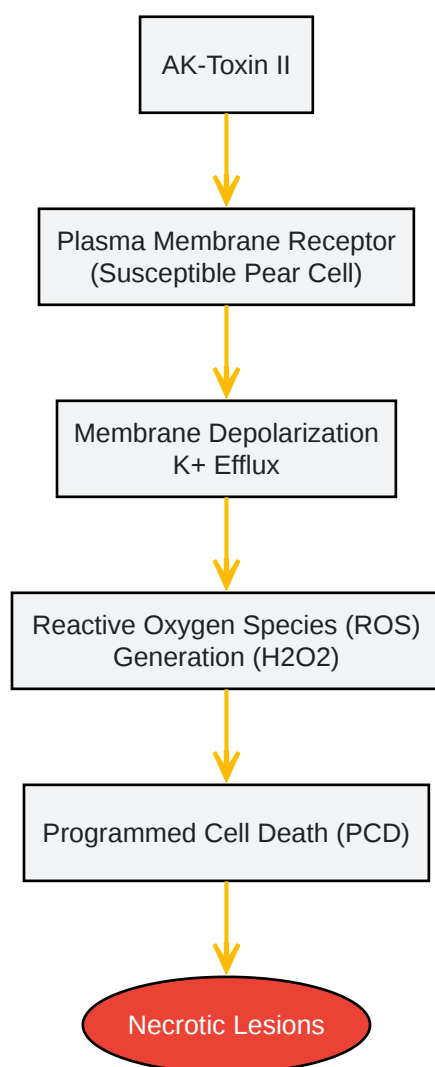 AK-Toxin II
Plasma Membrane Receptor
(Susceptible Pear Cell)
Membrane Depolarization
K+ Efflux
Reactive Oxygen Species (ROS)
Generation (H2O2)
Programmed Cell Death (PCD)
Necrotic Lesions